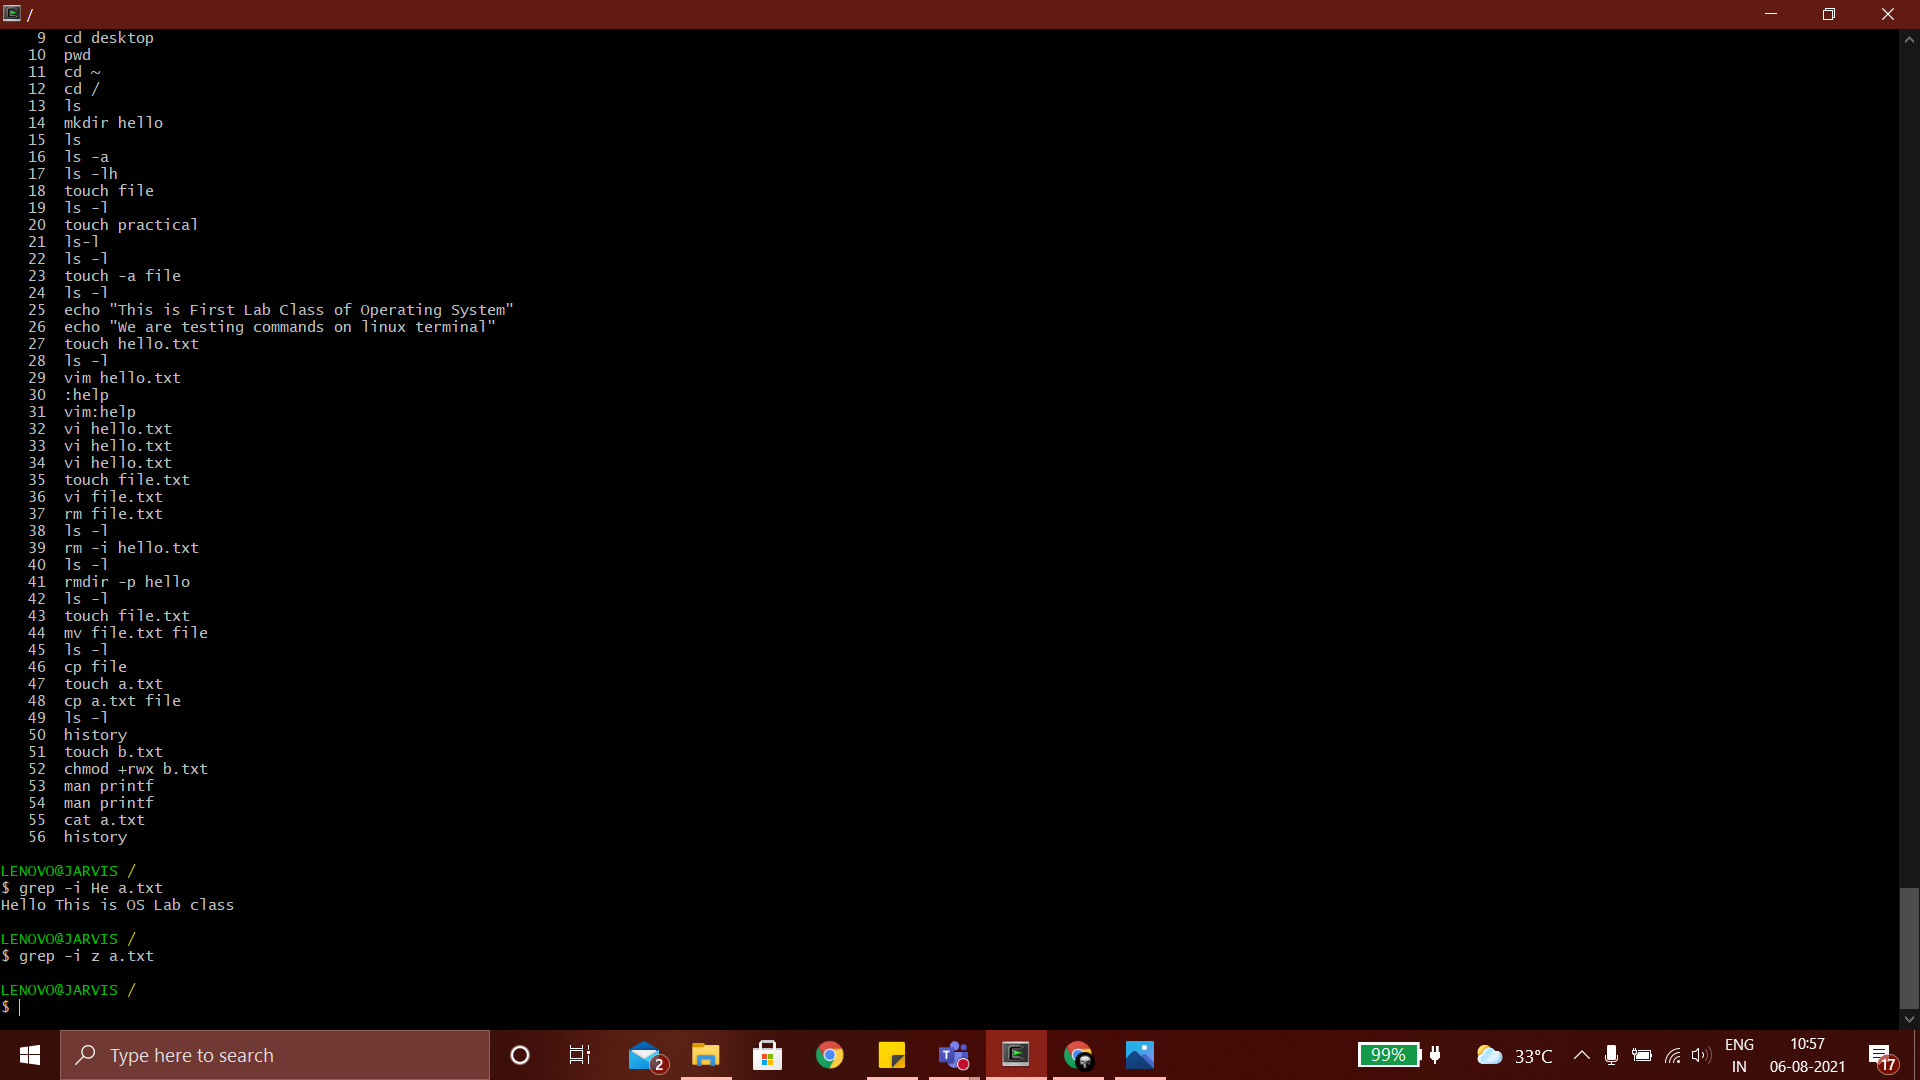 /
9 cd desktop
10 pwd
11 cd ~
12 cd /
13 ls
14 mkdir hello
15 ls
16 ls -a
17 ls -lh
18 touch file
19 ls -l
20 touch practical
21 ls-l
22 ls -l
23 touch -a file
24 ls -l
25 echo "This is First Lab Class of Operating System"
26 echo "We are testing commands on linux terminal"
27 touch hello.txt
28 ls -l
29 vim hello.txt
30 :help
31 vim:help
32 vi hello.txt
33 vi hello.txt
34 vi hello.txt
35 touch file.txt
36 vi file.txt
37 rm file.txt
38 ls -l
39 rm -i hello.txt
40 ls -l
41 rmdir -p hello
42 ls -l
43 touch file.txt
44 mv file.txt file
45 ls -l
46 cp file
47 touch a.txt
48 cp a.txt file
49 ls -l
50 history
51 touch b.txt
52 chmod +rwx b.txt
53 man printf
54 man printf
55 cat a.txt
56 history
LENOVO@JARVIS /
$ grep -i He a.txt
Hello This is OS Lab class
LENOVO@JARVIS /
$ grep -i z a.txt
LENOVO@JARVIS /
$
Type here to search
2
99%
33°C
ENG
IN
10:57
06-08-2021
17